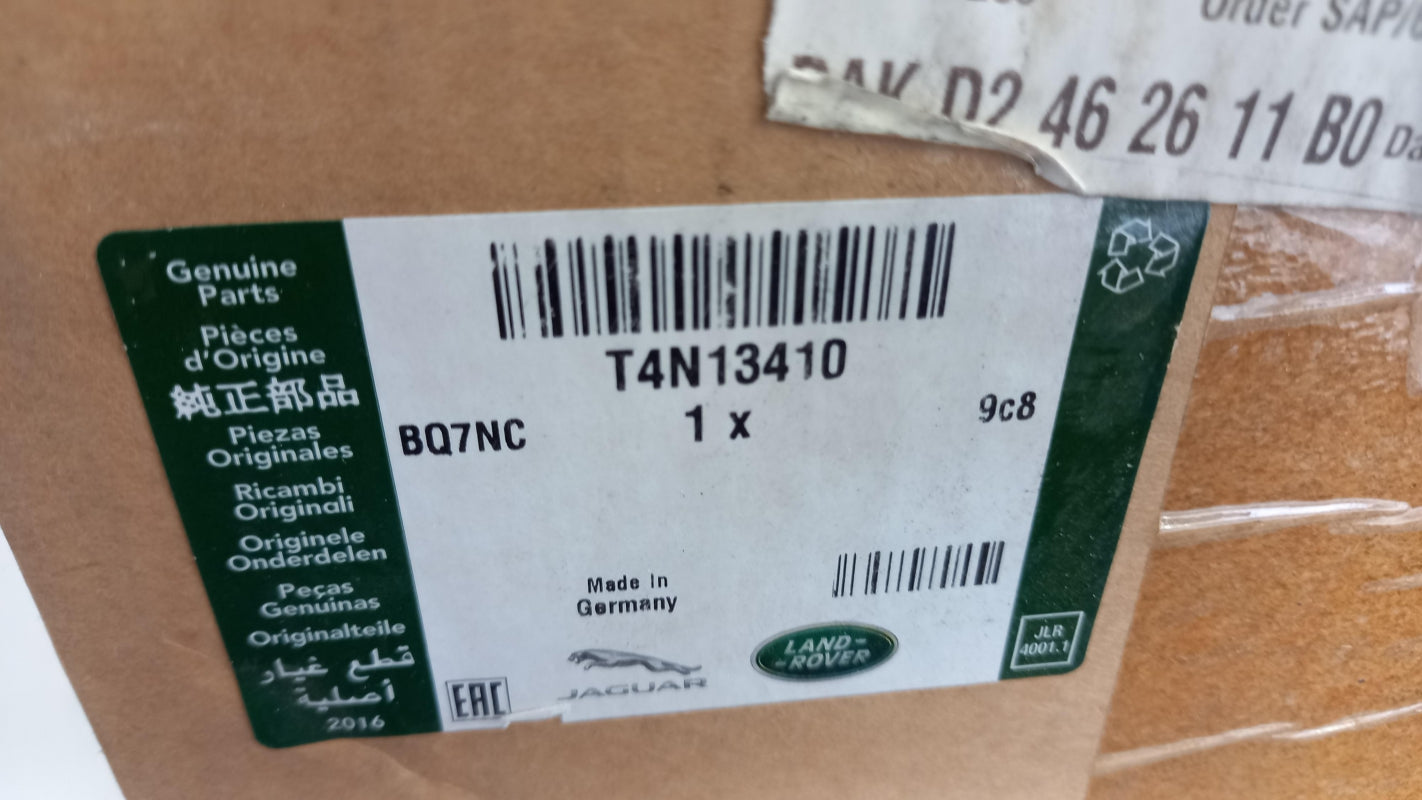 Order SAP/
D2 46 26 11 B0 Da
Genuine
Parts
Pièces
d'Origine
純正部品
Piezas
Originales
Ricambi
Originali
Originele
Onderdelen
Peças
Genuinas
Originalteile
قطع غيار
أصلية
2016
T4N13410
1 x
BQ7NC
9c8
Made in
Germany
EAC
JAGUAR
LAND-
-ROVER
JLR
4001.1